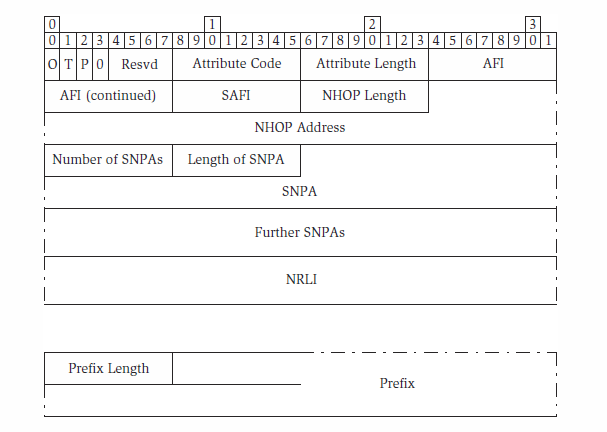 0 1 2 3
0 1 2 3 4 5 6 7 8 9 0 1 2 3 4 5 6 7 8 9 0 1 2 3 4 5 6 7 8 9 0 1
O T P 0 Resvd Attribute Code Attribute Length AFI
AFI (continued) SAFI NHOP Length
NHOP Address
Number of SNPAs Length of SNPA
SNPA
Further SNPAs
NRLI
Prefix Length
Prefix